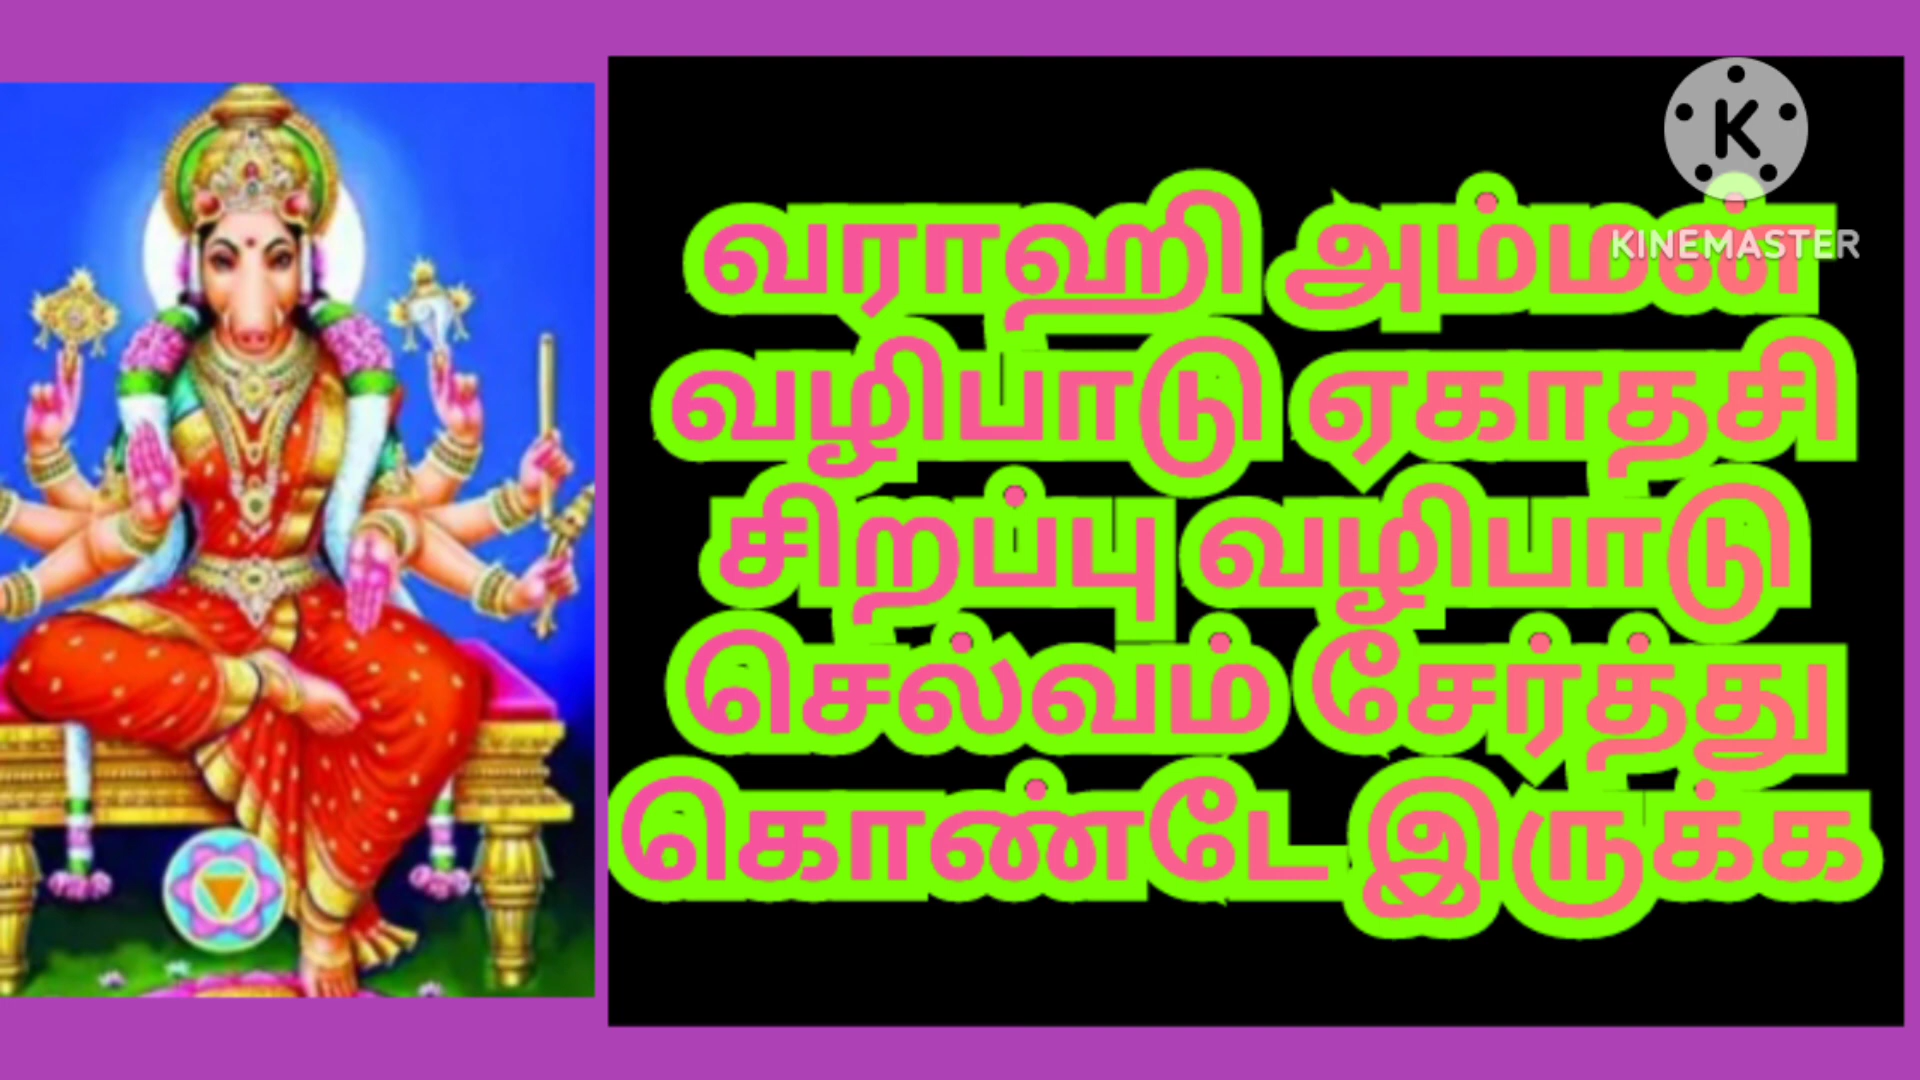 K
KINEMASTER
வராஹி அம்மன்
வழிபாடு ஏகாதசி
சிறப்பு வழிபாடு
செல்வம் சேர்த்து
கொண்டே இருக்க